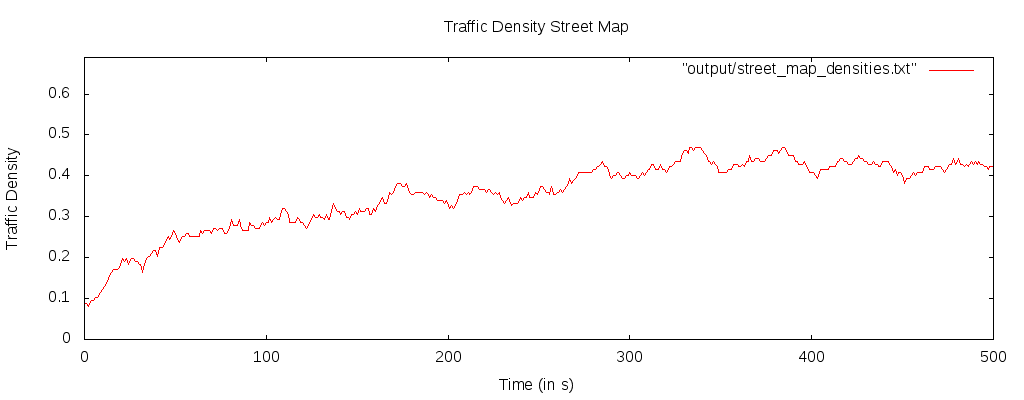 Traffic Density Street Map
"output/street_map_densities.txt"
Traffic Density
0.6
0.5
0.4
0.3
0.2
0.1
0
0 100 200 300 400 500
Time (in s)